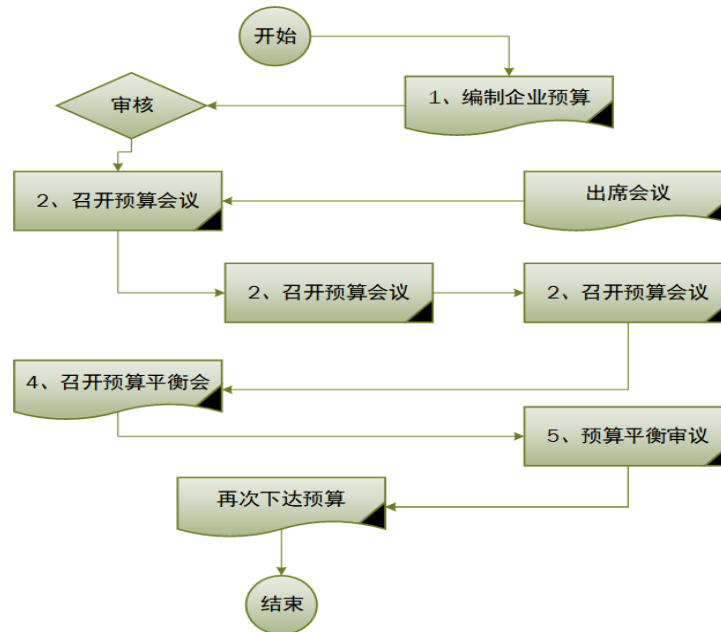 开始
1、编制企业预算
审核
2、召开预算会议
出席会议
2、召开预算会议
2、召开预算会议
4、召开预算平衡会
5、预算平衡审议
再次下达预算
结束